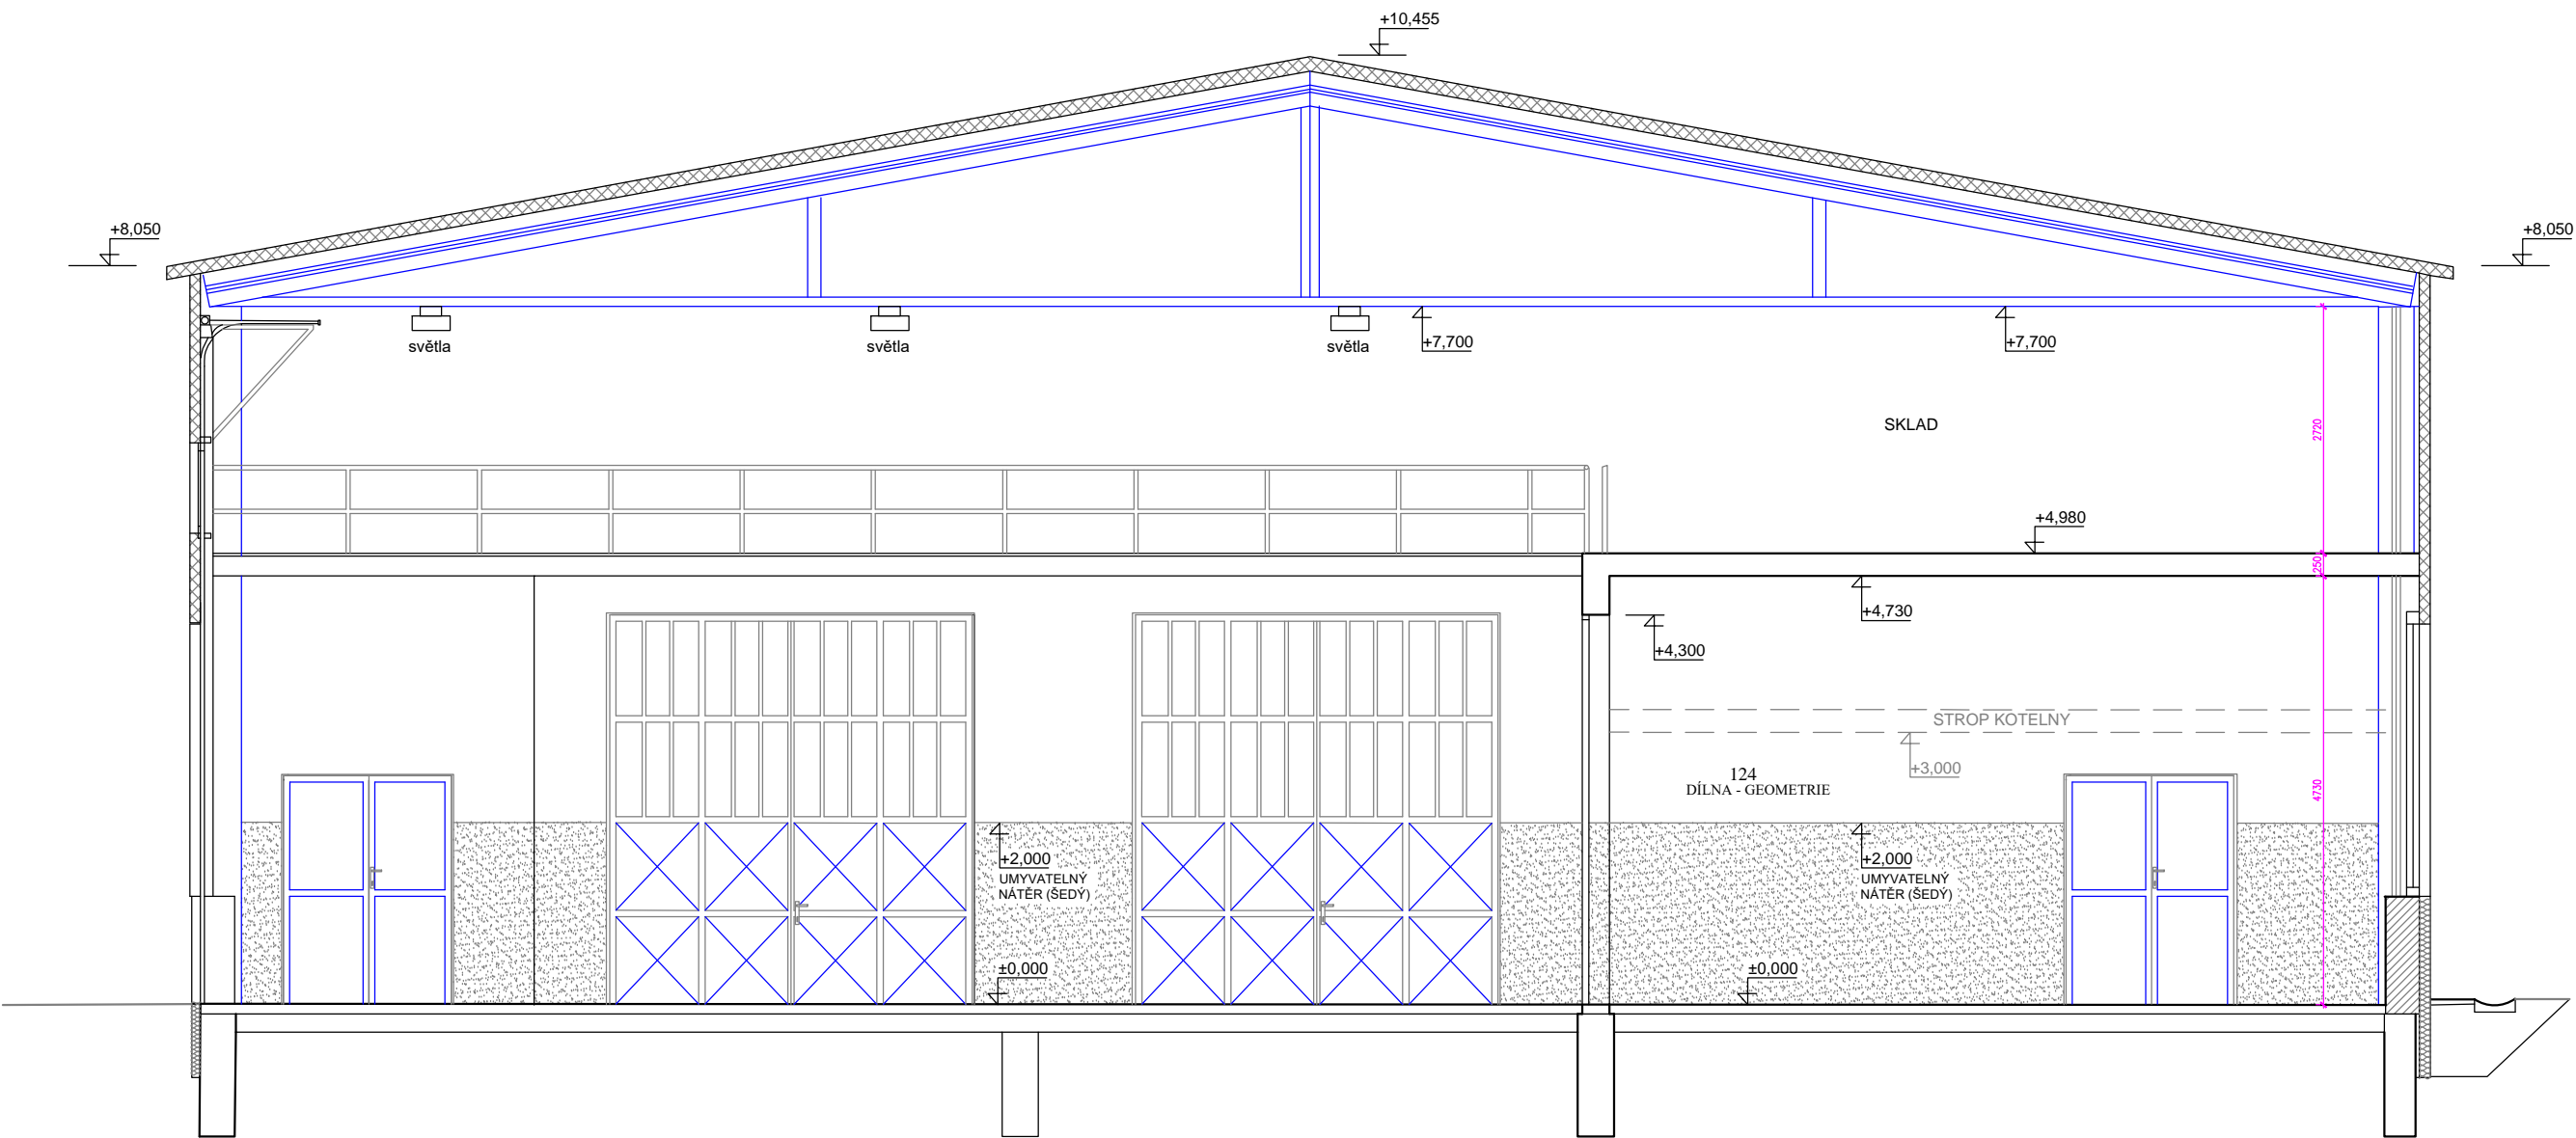 +10,455
+8,050
+8,050
světla
světla
světla
+7,700
+7,700
SKLAD
2720
+4,980
250
+4,730
+4,300
STROP KOTELNY
+3,000
124
DÍLNA - GEOMETRIE
4730
+2,000
UMYVATELNÝ
NÁTĚR (ŠEDÝ)
+2,000
UMYVATELNÝ
NÁTĚR (ŠEDÝ)
±0,000
±0,000